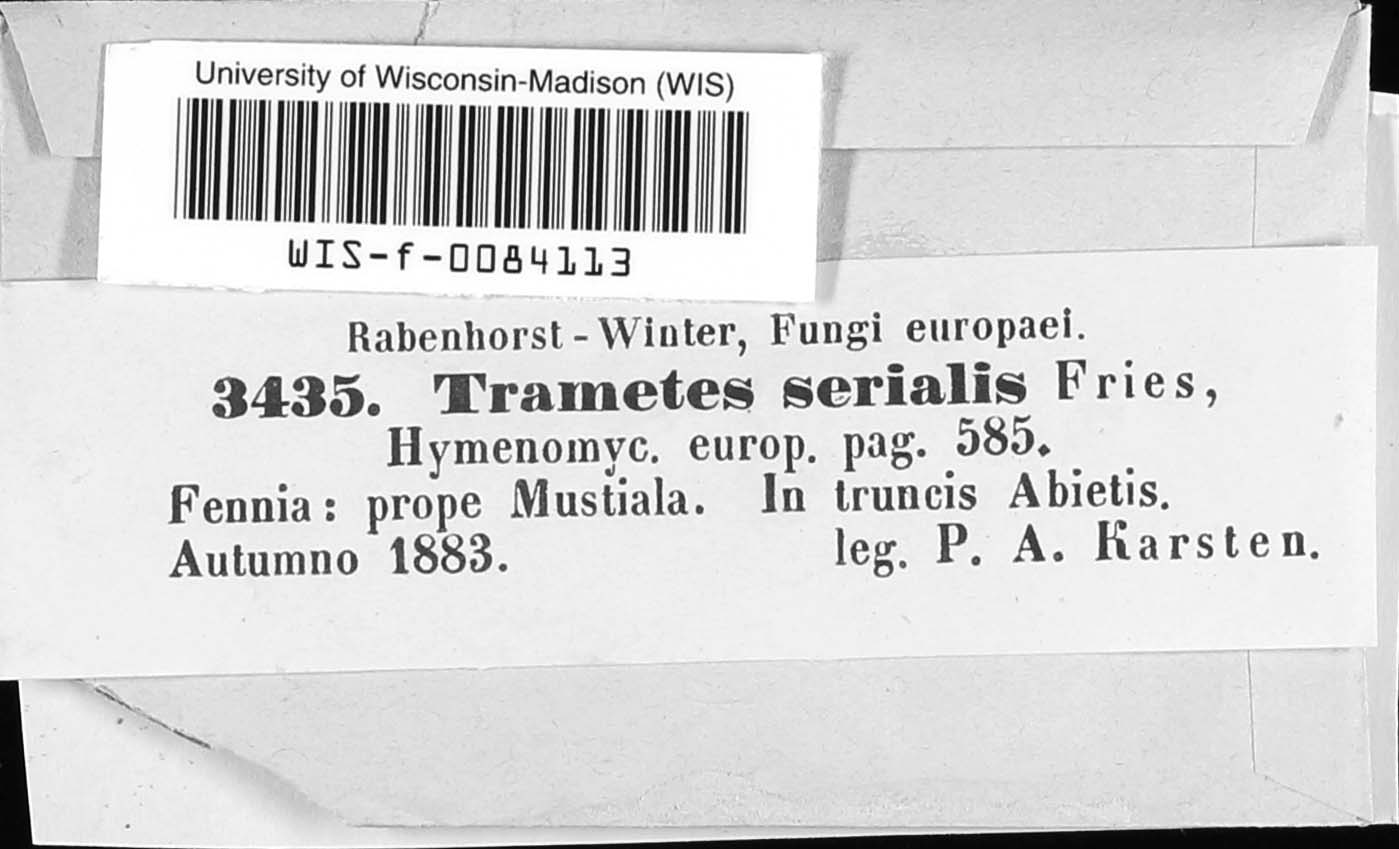 University of Wisconsin-Madison (WIS)
WIS-f-0084113
Rabenhorst - Winter, Fungi europaei.
3435. Trametes serialis Fries,
Hymenomyc. europ. pag. 585.
Fennia: prope Mustiala. In truncis Abietis.
Autumno 1883. leg. P. A. Karsten.